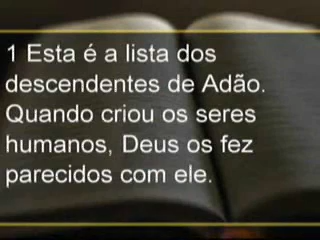 1 Esta é a lista dos
descendentes de Adão.
Quando criou os seres
humanos, Deus os fez
parecidos com ele.